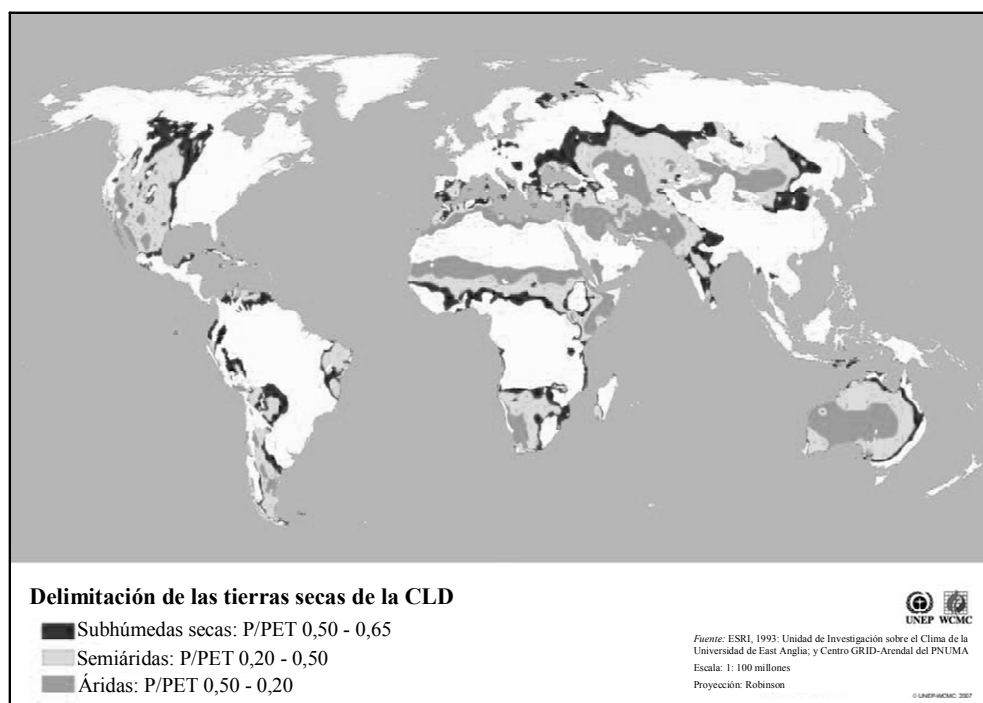 Delimitación de las tierras secas de la CLD
Subhúmedas secas: P/PET 0,50 - 0,65
Semiáridas: P/PET 0,20 - 0,50
Áridas: P/PET 0,50 - 0,20
UNEP WCMC
Fuente: ESRI, 1993: Unidad de Investigación sobre el Clima de la
Universidad de East Anglia; y Centro GRID-Arendal del PNUMA
Escala: 1: 100 millones
Proyección: Robinson
© UNEP-WCMC, 2007